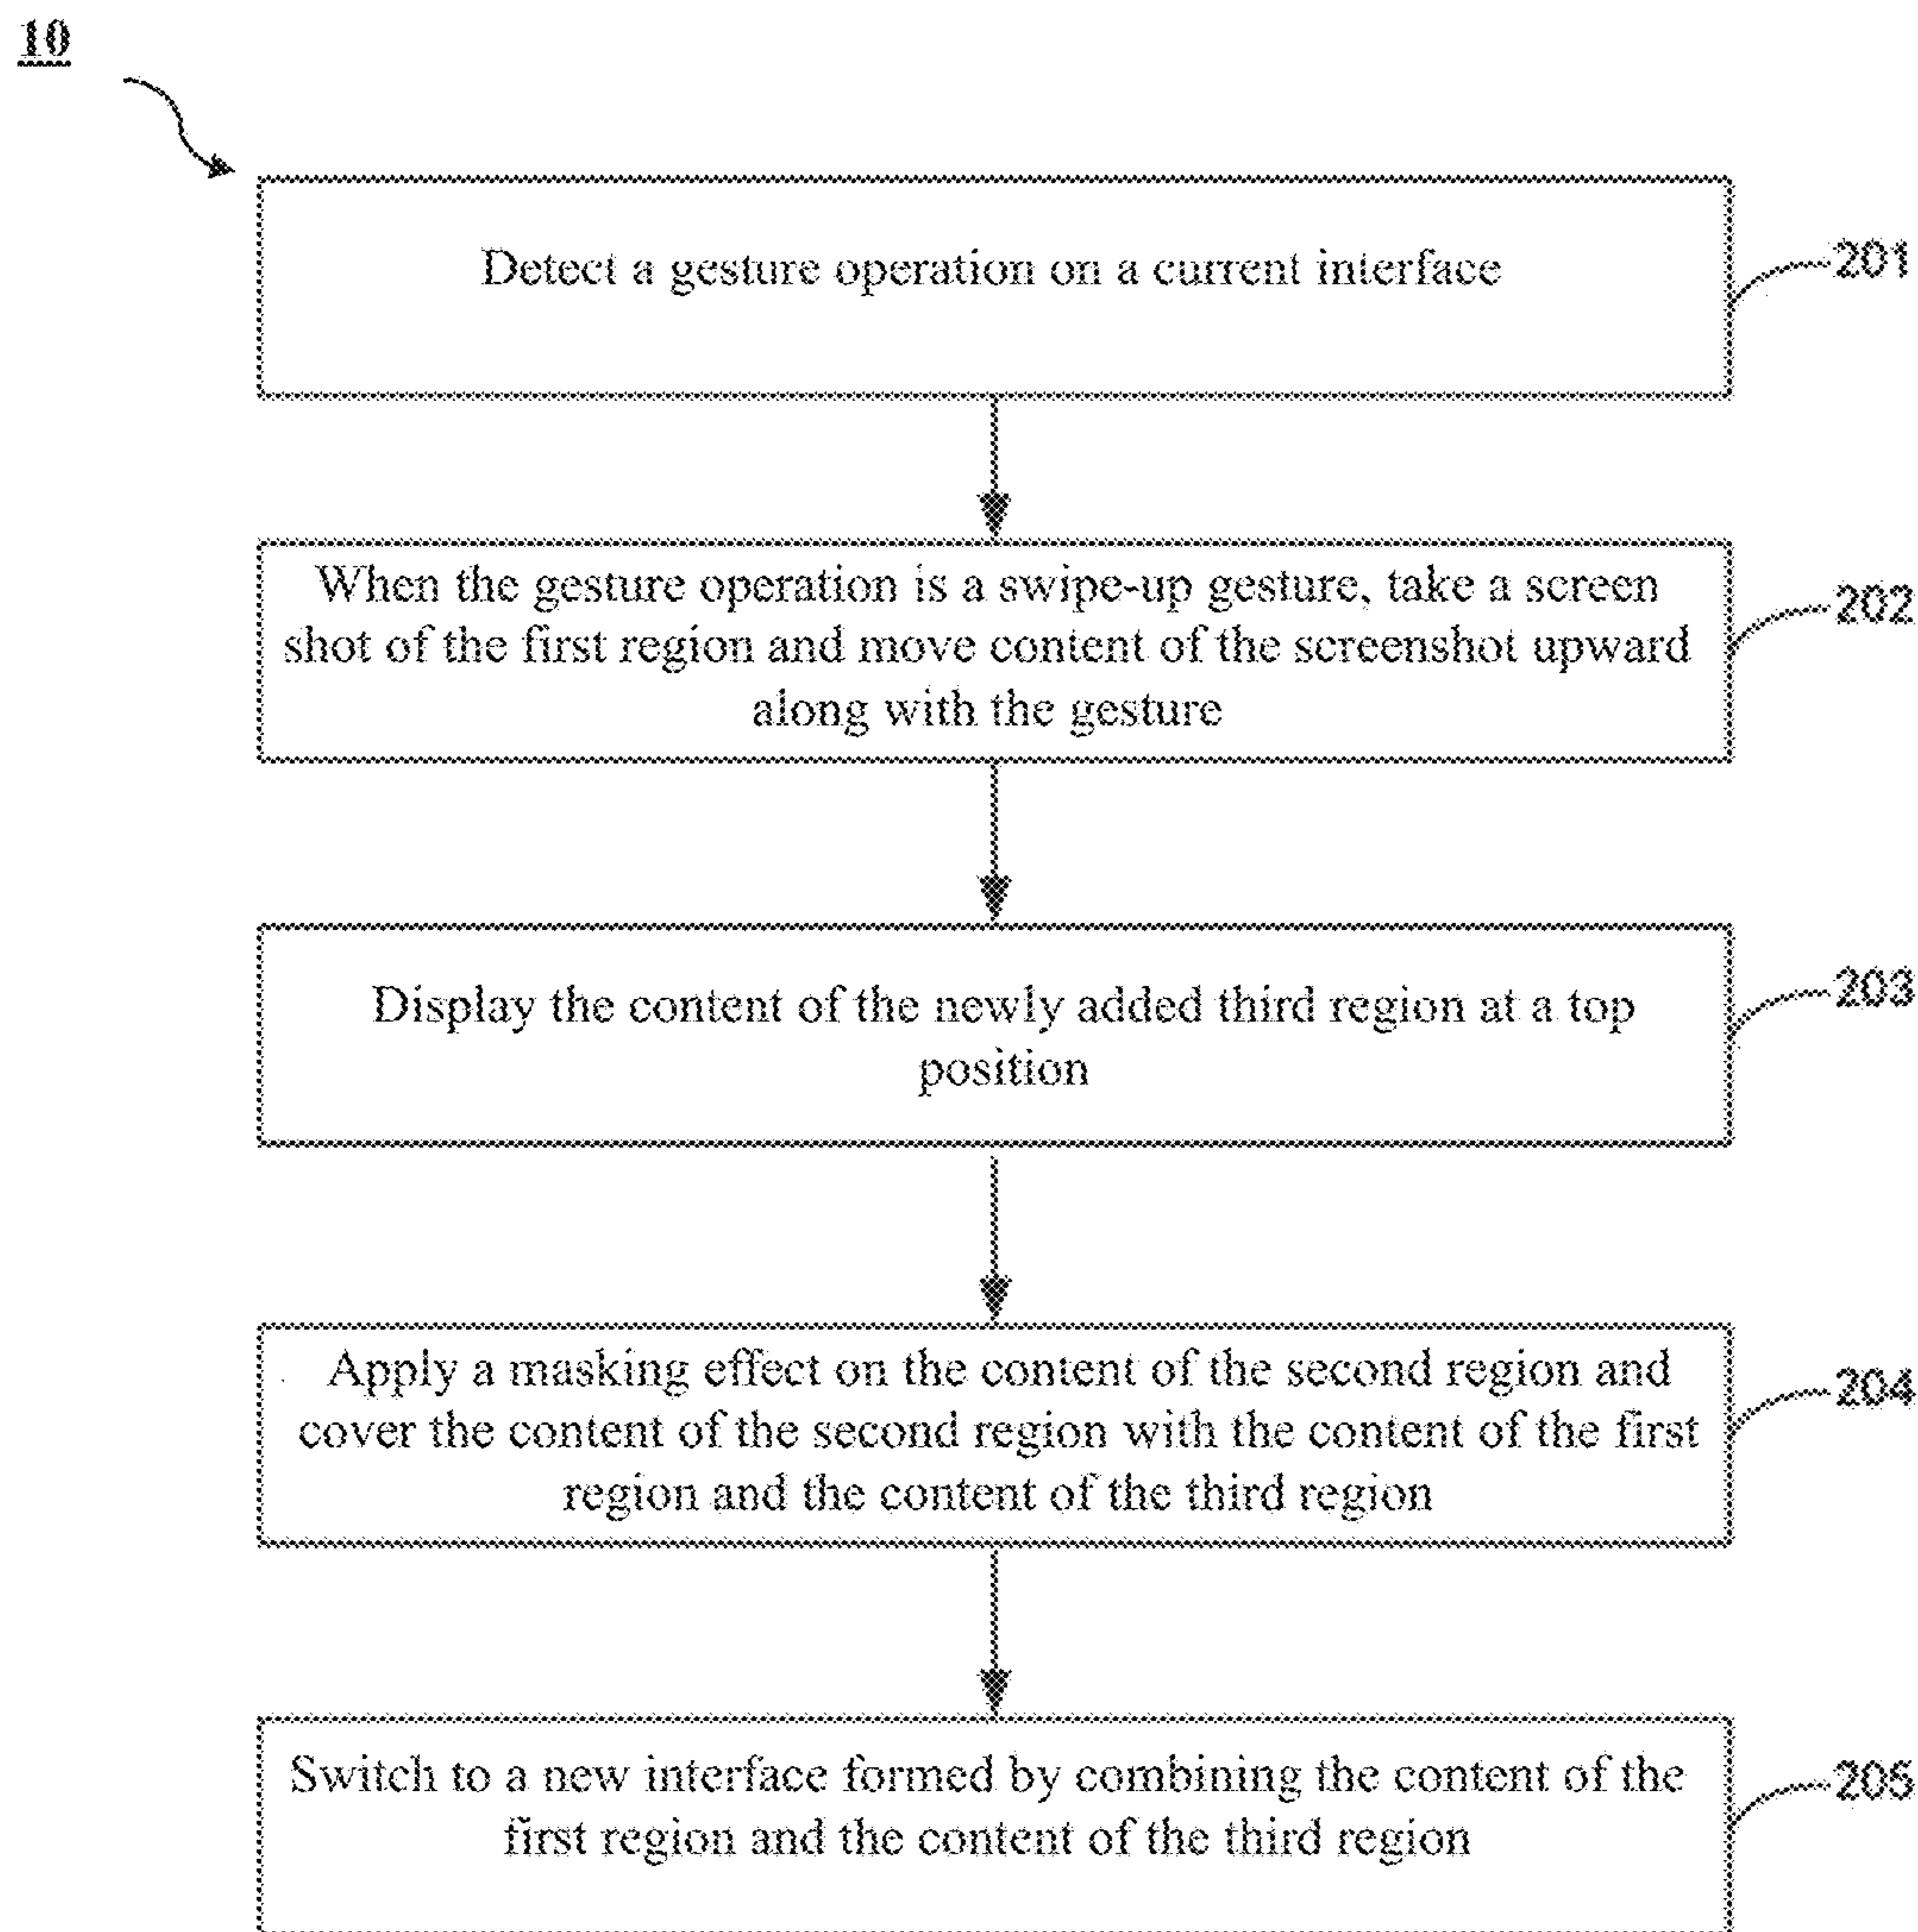 10
Detect a gesture operation on a current interface
201
When the gesture operation is a swipe-up gesture, take a screen
shot of the first region and move content of the screenshot upward
along with the gesture
202
Display the content of the newly added third region at a top
position
203
Apply a masking effect on the content of the second region and
cover the content of the second region with the content of the first
region and the content of the third region
204
Switch to a new interface formed by combining the content of the
first region and the content of the third region
205